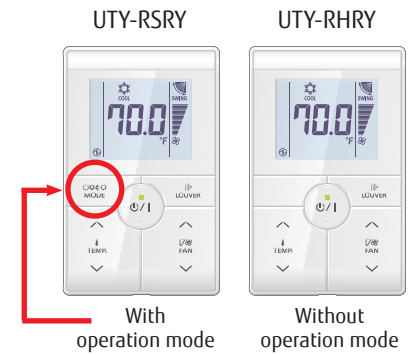 UTY-RSRY
UTY-RHRY
COOL
SWING
70.0
°F
MODE
LOUVER
TEMP.
FAN
COOL
SWING
70.0
°F
LOUVER
TEMP.
FAN
With
operation mode
Without
operation mode